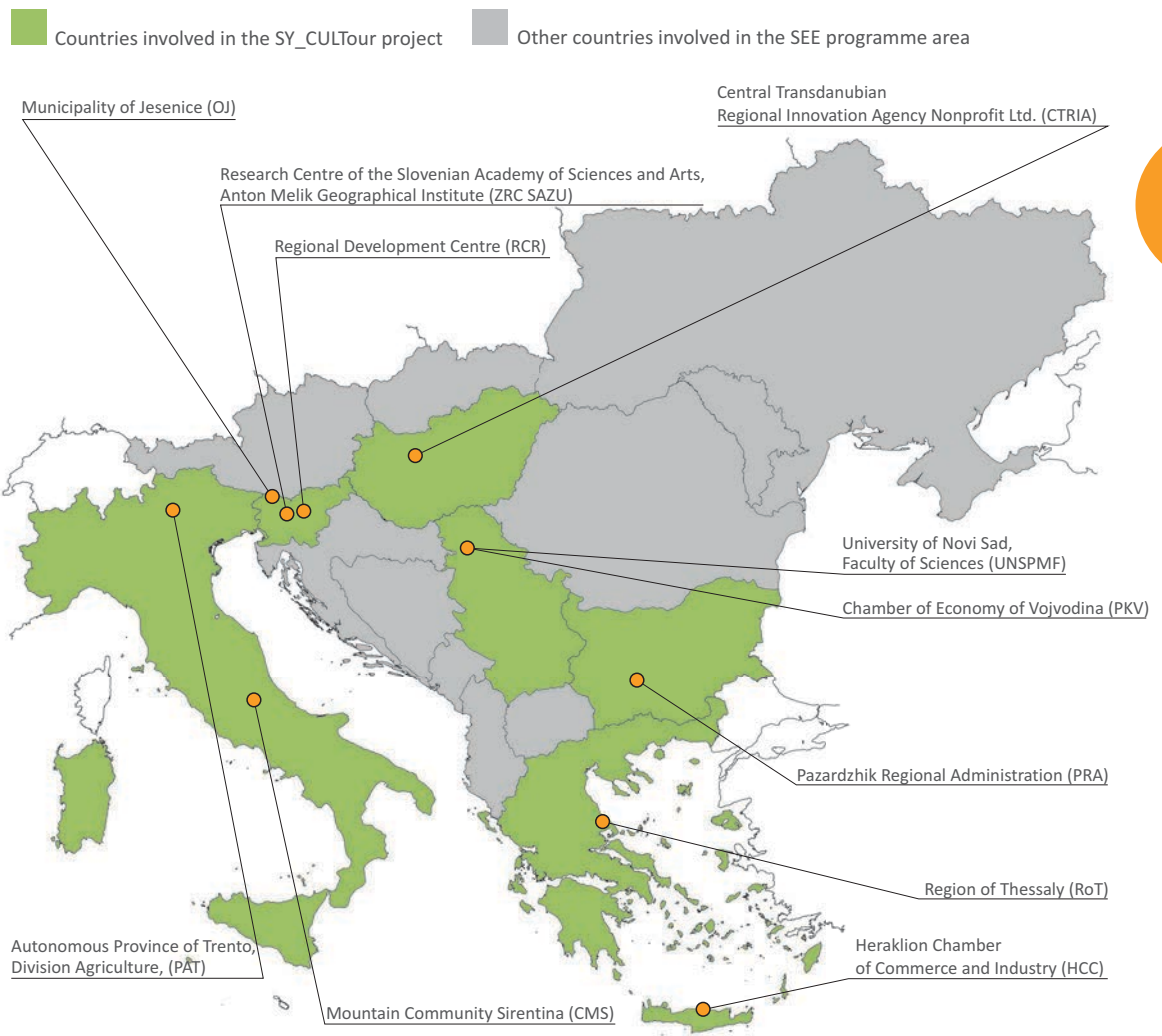 Countries involved in the SY_CULTour project
Other countries involved in the SEE programme area
Municipality of Jesenice (OJ)
Central Transdanubian
Regional Innovation Agency Nonprofit Ltd. (CTRIA)
Research Centre of the Slovenian Academy of Sciences and Arts,
Anton Melik Geographical Institute (ZRC SAZU)
Regional Development Centre (RCR)
University of Novi Sad,
Faculty of Sciences (UNSPMF)
Chamber of Economy of Vojvodina (PKV)
Pazardzhik Regional Administration (PRA)
Region of Thessaly (RoT)
Autonomous Province of Trento,
Division Agriculture, (PAT)
Heraklion Chamber
of Commerce and Industry (HCC)
Mountain Community Sirentina (CMS)